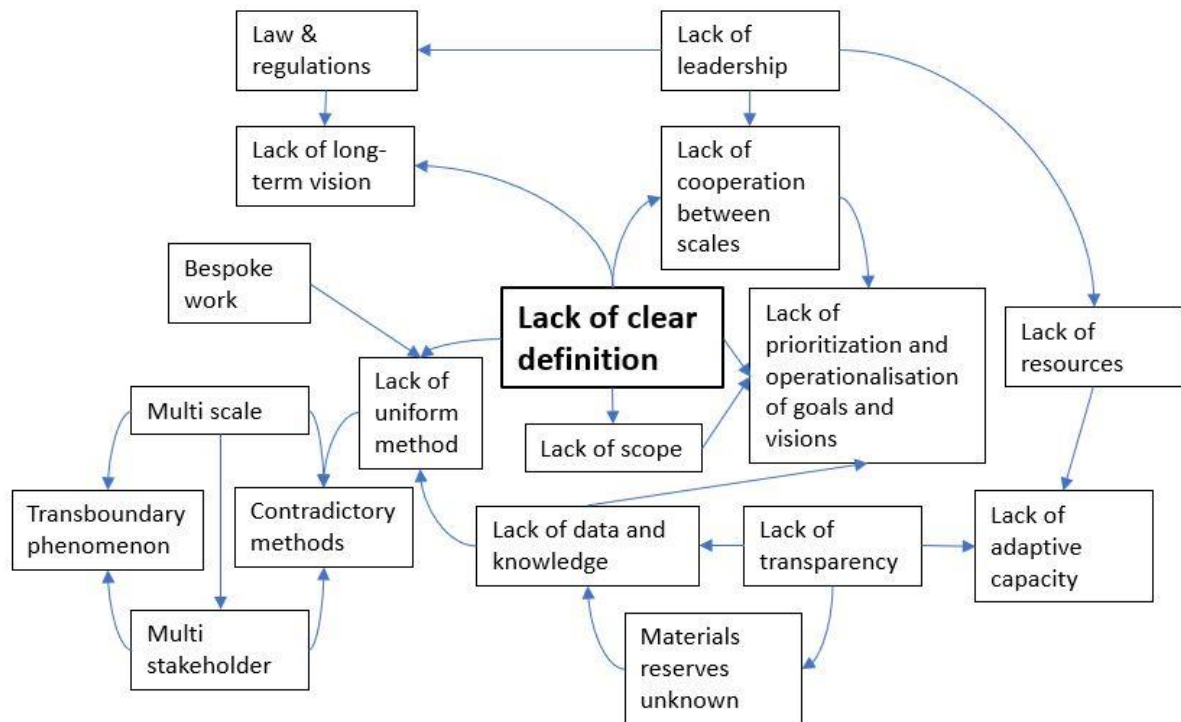 Law &
regulations
Lack of
leadership
Lack of long-
term vision
Lack of
cooperation
between
scales
Bespoke
work
Lack of clear
definition
Lack of
prioritization and
operationalisation
of goals and
visions
Lack of
resources
Lack of
uniform
method
Multi scale
Lack of scope
Transboundary
phenomenon
Contradictory
methods
Lack of data and
knowledge
Lack of
transparency
Lack of
adaptive
capacity
Multi
stakeholder
Materials
reserves
unknown